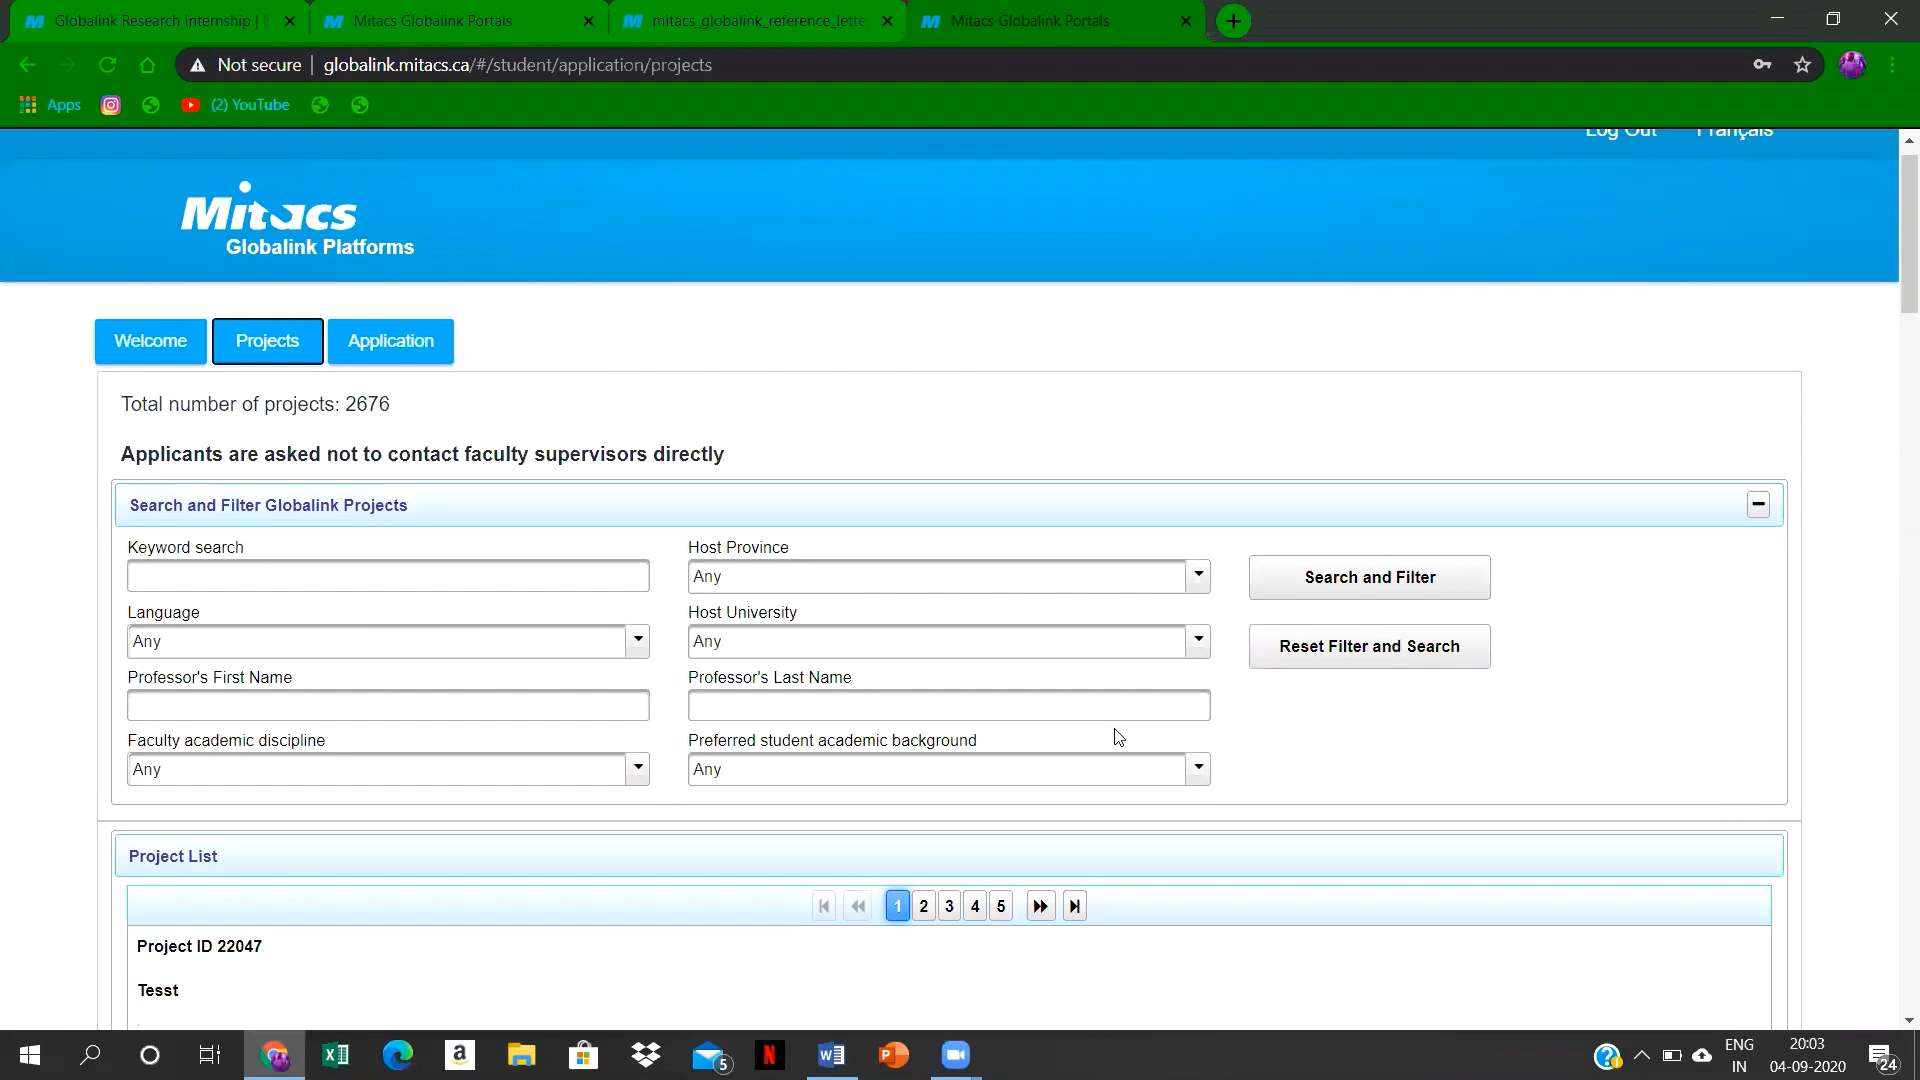 Globalink Research Internship |
Mitacs Globalink Portals
mitacs_globalink_reference_lette
Mitacs Globalink Portals
Not secure | globalink.mitacs.ca/#/student/application/projects
Apps
(2) YouTube
Log Out Français
Mitacs
Globalink Platforms
Welcome Projects Application
Total number of projects: 2676
Applicants are asked not to contact faculty supervisors directly
Search and Filter Globalink Projects
Keyword search
Host Province
Any
Search and Filter
Language
Host University
Any
Any
Reset Filter and Search
Professor's First Name
Professor's Last Name
Faculty academic discipline
Preferred student academic background
Any
Any
Project List
1 2 3 4 5
Project ID 22047
Tesst
5
ENG
IN
20:03
04-09-2020
24